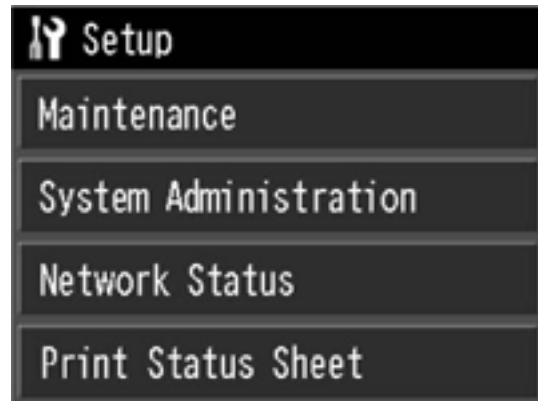 Setup
Maintenance
System Administration
Network Status
Print Status Sheet